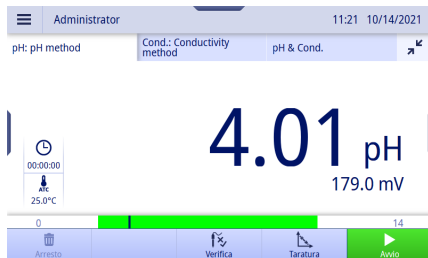 Administrator 11:21 10/14/2021
pH: pH method
Cond.: Conductivity
method
pH & Cond.
4.01 pH
179.0 mV
00:00:00
ATC
25.0°C
0 14
Arresto Verifica Taratura Avvio